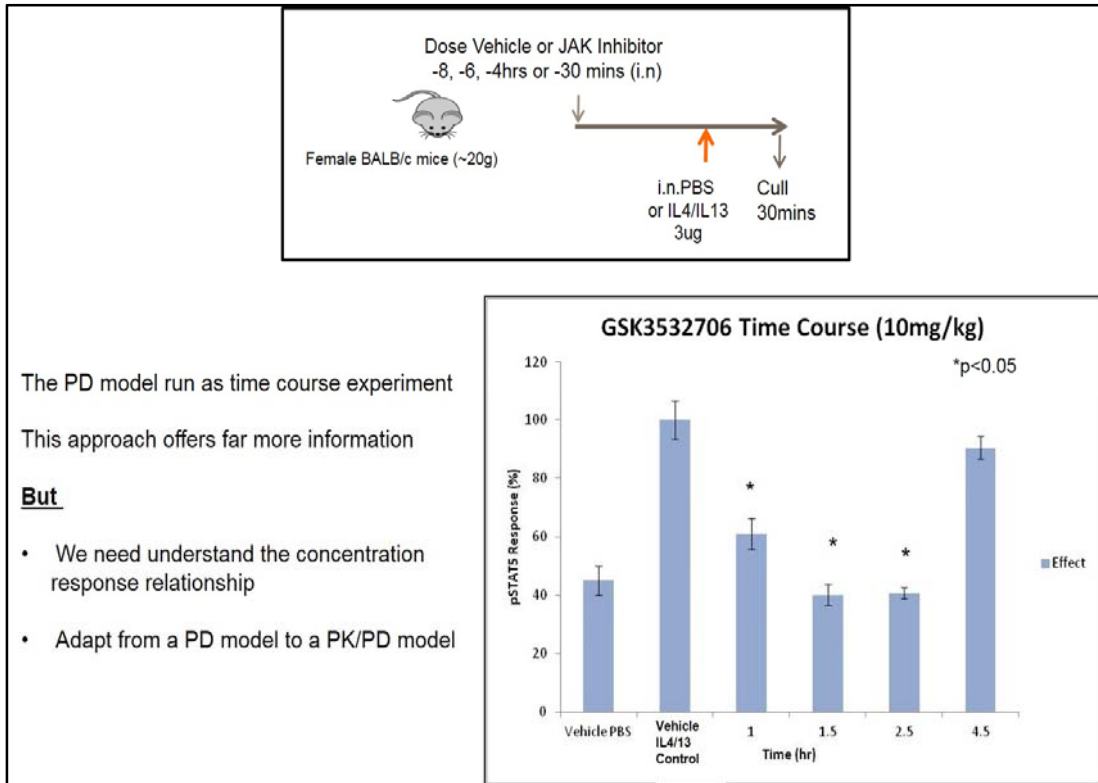 Dose Vehicle or JAK Inhibitor
-8, -6, -4hrs or -30 mins (i.n)
Female BALB/c mice (~20g)
i.n.PBS
or IL4/IL13
3ug
Cull
30mins
The PD model run as time course experiment
This approach offers far more information
But
• We need understand the concentration
response relationship
• Adapt from a PD model to a PK/PD model
GSK3532706 Time Course (10mg/kg)
*p<0.05
pSTAT5 Response (%)
120
100
80
60
40
20
0
*
*
*
Effect
Vehicle PBS
Vehicle
IL4/13
Control
1
1.5
2.5
4.5
Time (hr)